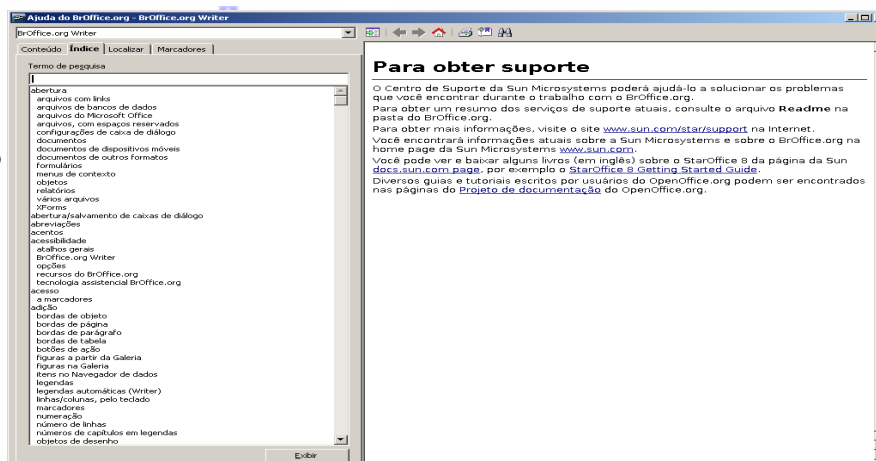 Ajuda do BrOffice.org - BrOffice.org Writer
BrOffice.org Writer
Conteúdo Índice Localizar Marcadores
Termo de pesquisa
abertura
arquivos com links
arquivos de bancos de dados
arquivos do Microsoft Office
arquivos, com espaços reservados
configurações de caixa de diálogo
documentos
documentos de dispositivos móveis
documentos de outros formatos
formulários
menus de contexto
objetos
relatórios
vários arquivos
XForms
abertura/salvamento de caixas de diálogo
abreviações
acentos
acessibilidade
atalhos gerais
BrOffice.org Writer
opções
recursos do BrOffice.org
tecnologia assistencial BrOffice.org
acesso
a marcadores
adição
bordas de objeto
bordas de página
bordas de parágrafo
bordas de tabela
botões de ação
figuras a partir da Galeria
figuras na Galeria
itens no Navegador de dados
legendas
legendas automáticas (Writer)
linhas/colunas, pelo teclado
marcadores
numeração
número de linhas
números de capítulos em legendas
objetos de desenho
Exibir
Para obter suporte
O Centro de Suporte da Sun Microsystems poderá ajudá-lo a solucionar os problemas
que você encontrar durante o trabalho com o BrOffice.org.
Para obter um resumo dos serviços de suporte atuais, consulte o arquivo Readme na
pasta do BrOffice.org.
Para obter mais informações, visite o site www.sun.com/star/support na Internet.
Você encontrará informações atuais sobre a Sun Microsystems e sobre o BrOffice.org na
home page da Sun Microsystems www.sun.com.
Você pode ver e baixar alguns livros (em inglês) sobre o StarOffice 8 da página da Sun
docs.sun.com page, por exemplo o StarOffice 8 Getting Started Guide.
Diversos guias e tutoriais escritos por usuários do OpenOffice.org podem ser encontrados
nas páginas do Projeto de documentação do OpenOffice.org.